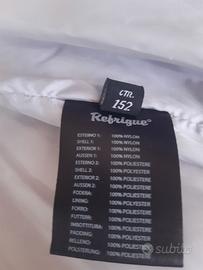 cm.
152
Refrigue
ESTERNO 1: 100% NYLON
SHELL 1: 100% NYLON
EXTERIOR 1: 100% NYLON
AUSSEN 1: 100% NYLON
ESTERNO 2: 100% POLIESTERE
SHELL 2: 100% POLYESTER
EXTERIOR 2: 100% POLIESTER
AUSSEN 2: 100% POLYESTER
FODERA: 100% POLIESTERE
LINING: 100% POLYESTER
FORRO: 100% POLIESTER
FUTTER: 100% POLYESTER
IMBOTTITURA: 100% POLIESTERE
PADDING: 100% POLYESTER
RELLENO: 100% POLIESTER
POLSTERUNG: 100% POLYESTER
subito